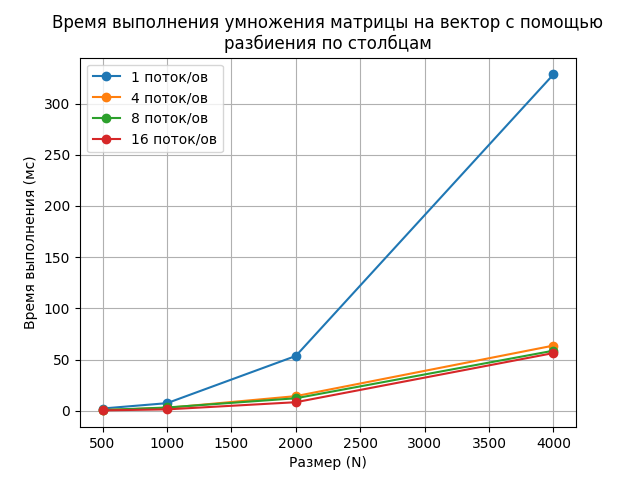 Время выполнения умножения матрицы на вектор с помощью
разбиения по столбцам
1 поток/ов
4 поток/ов
8 поток/ов
16 поток/ов
Время выполнения (мс)
300
250
200
150
100
50
0
500 1000 1500 2000 2500 3000 3500 4000
Размер (N)